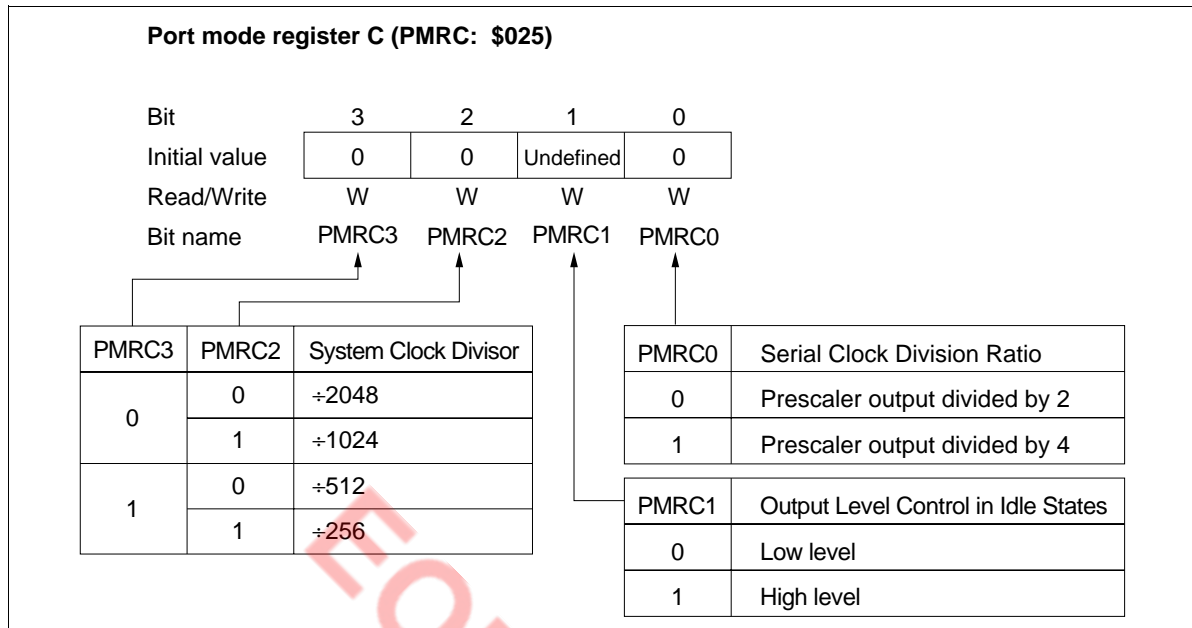 Port mode register C (PMRC: $025)
Bit 3 2 1 0
Initial value 0 0 Undefined 0
Read/Write W W W W
Bit name PMRC3 PMRC2 PMRC1 PMRC0
PMRC3 PMRC2 System Clock Divisor
0 0 ÷2048
1 ÷1024
1 0 ÷512
1 ÷256
PMRC0 Serial Clock Division Ratio
0 Prescaler output divided by 2
1 Prescaler output divided by 4
PMRC1 Output Level Control in Idle States
0 Low level
1 High level